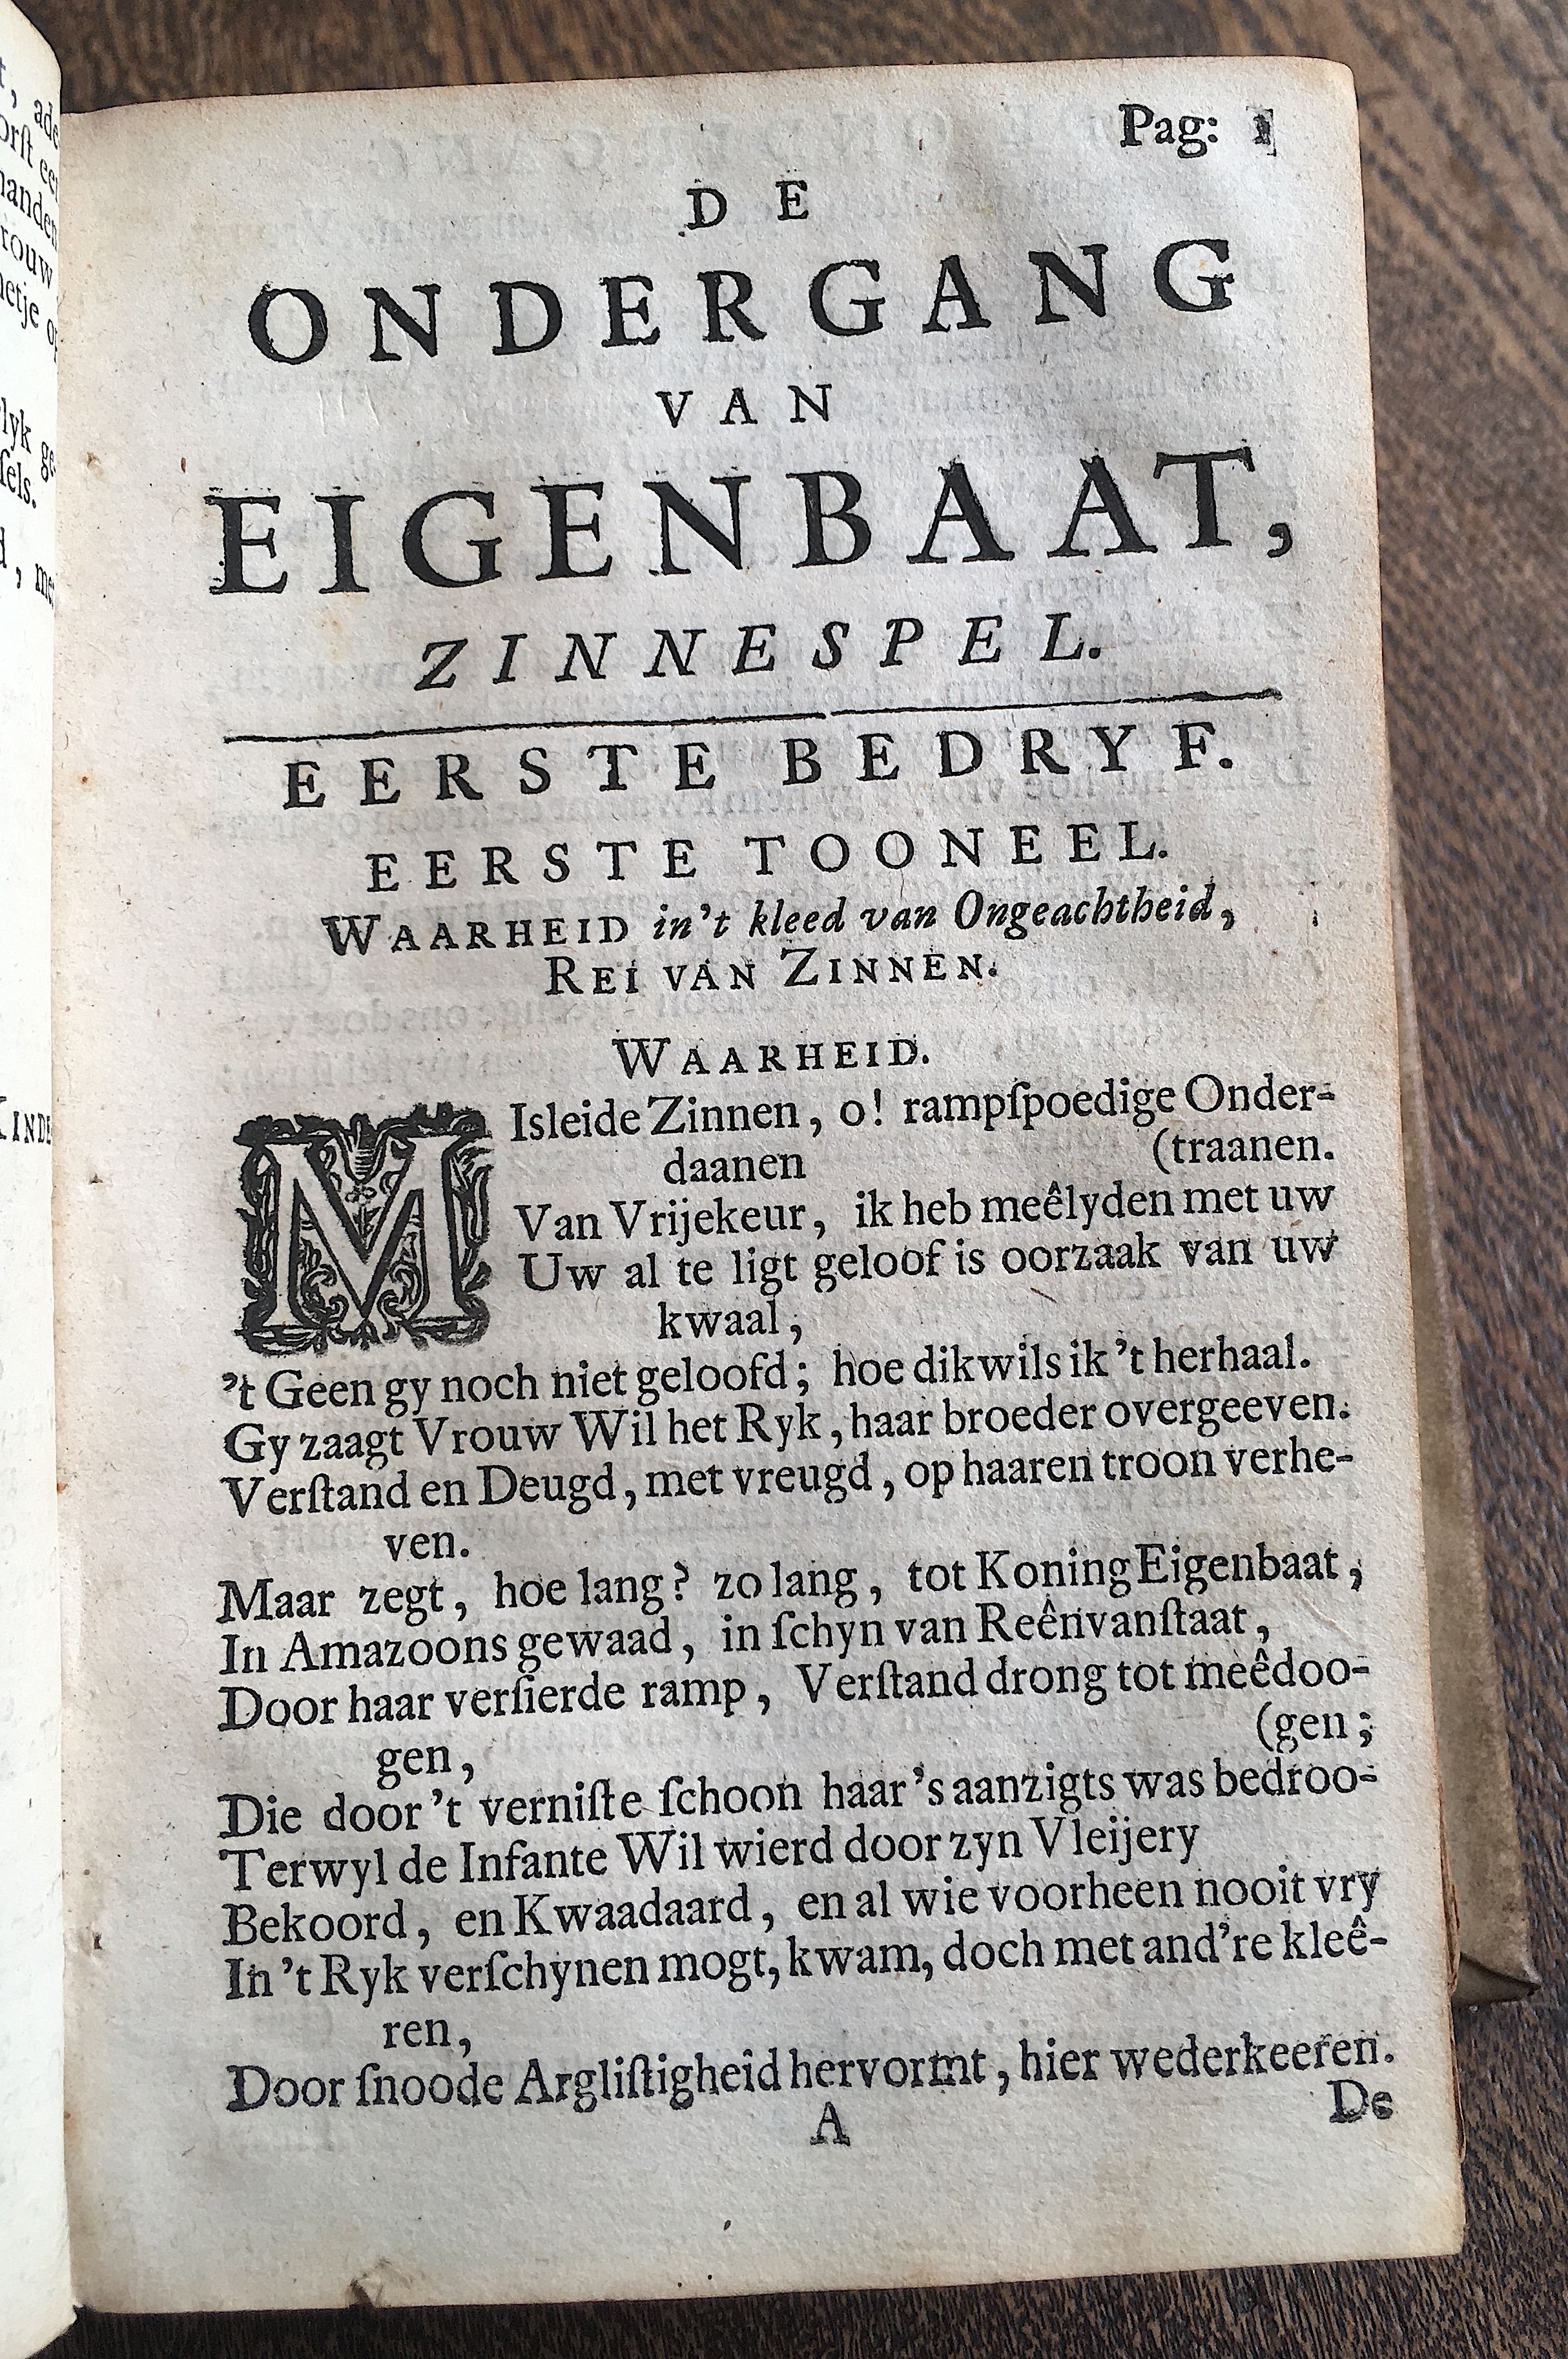 Pag: 1
DE
ONDERGANG
VAN
EIGENBAAT,
ZINNESPEL.
EERSTE BEDRYF.
EERSTE TOONEEL.
WAARHEID in't kleed van Ongeachtheid,
REI VAN ZINNEN.
WAARHEID.
MIsleide Zinnen, o! rampſpoedige Onder-
daanen (traanen.
Van Vrijekeur, ik heb meêlyden met uw
Uw al te ligt geloof is oorzaak van uw
kwaal,
't Geen gy noch niet geloofd; hoe dikwils ik 't herhaal.
Gy zaagt Vrouw Wil het Ryk, haar broeder overgeeven.
Verſtand en Deugd, met vreugd, op haaren troon verhe-
ven.
Maar zegt, hoe lang? zo lang, tot Koning Eigenbaat,
In Amazoons gewaad, in ſchyn van Reênvanſtaat,
Door haar verſierde ramp, Verſtand drong tot meêdoo-
gen, (gen;
Die door 't verniſte ſchoon haar 's aanzigts was bedroo-
Terwyl de Infante Wil wierd door zyn Vleijery
Bekoord, en Kwaadaard, en al wie voorheen nooit vry
In 't Ryk verſchynen mogt, kwam, doch met and're kleê-
ren,
Door ſnoode Argliſtigheid hervormt, hier wederkeeren.
A De